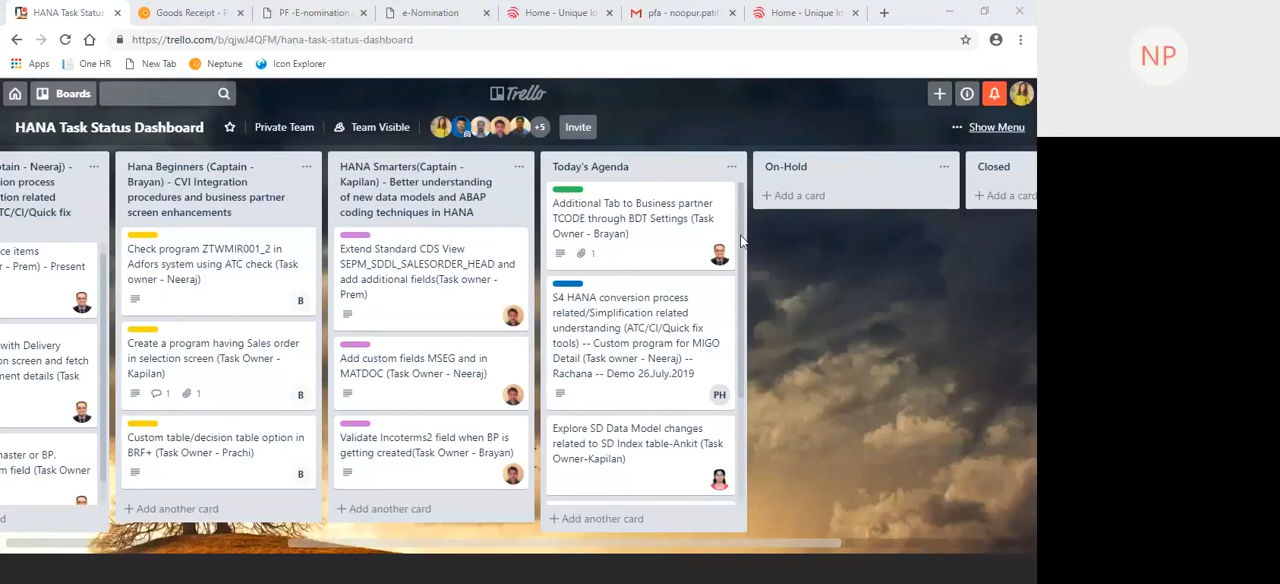 HANA Task Status
Goods Receipt - P
PF -E-nomination.
e-Nomination
Home - Unique Id
pfa - noopur.patil
Home - Unique Id
https://trello.com/b/qjwJ4QFM/hana-task-status-dashboard
Apps
One HR
New Tab
Neptune
Icon Explorer
Boards
Trello
HANA Task Status Dashboard
Private Team
Team Visible
+5
Invite
... Show Menu
NP
ptain - Neeraj) -
sion process
tion related
ATC/CI/Quick fix
ce items
r - Prem) - Present
with Delivery
on screen and fetch
ment details (Task
master or BP.
m field (Task Owner
d
Hana Beginners (Captain -
Brayan) - CVI Integration
procedures and business partner
screen enhancements
Check program ZTWMIR001_2 in
Adfors system using ATC check (Task
owner - Neeraj)
B
Create a program having Sales order
in selection screen (Task Owner -
Kapilan)
1
1
B
Custom table/decision table option in
BRF+ (Task Owner - Prachi)
B
+ Add another card
HANA Smarters(Captain -
Kapilan) - Better understanding
of new data models and ABAP
coding techniques in HANA
Extend Standard CDS View
SEPM_SDDL_SALESORDER_HEAD and
add additional fields(Task owner -
Prem)
Add custom fields MSEG and in
MATDOC (Task Owner - Neeraj)
Validate Incoterms2 field when BP is
getting created(Task Owner - Brayan)
+ Add another card
Today's Agenda
Additional Tab to Business partner
TCODE through BDT Settings (Task
Owner - Brayan)
1
S4 HANA conversion process
related/Simplification related
understanding (ATC/CI/Quick fix
tools) -- Custom program for MIGO
Detail (Task owner - Neeraj) --
Rachana -- Demo 26.July.2019
PH
Explore SD Data Model changes
related to SD Index table-Ankit (Task
Owner-Kapilan)
+ Add another card
On-Hold
+ Add a card
Closed
+ Add a card